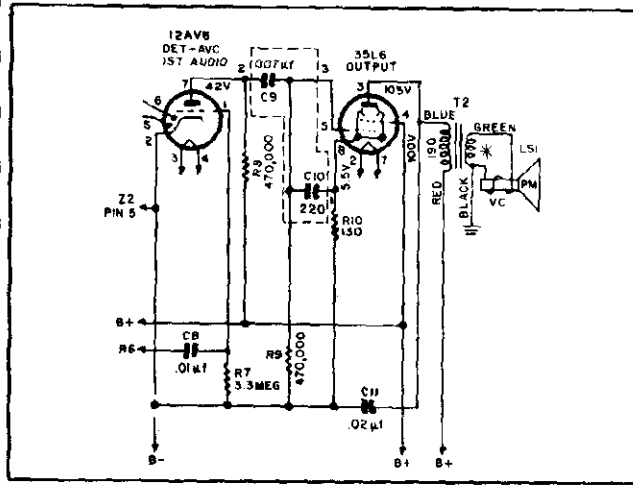 12AV6
DET-AVC
1ST AUDIO
35L6
OUTPUT
.007µf
C9
2
3
7
42V
1
6
5
2
3
4
3
105V
4
5
8
2
7
100V
5.5V
BLUE
T2
GREEN
190
RED
BLACK
LS1
PM
VC
R8
470,000
C10
220
R10
130
Z2
PIN 5
B+
C8
R6
.01µf
R7
3.3MEG
R9
470,000
C11
.02µf
B-
B+
B+